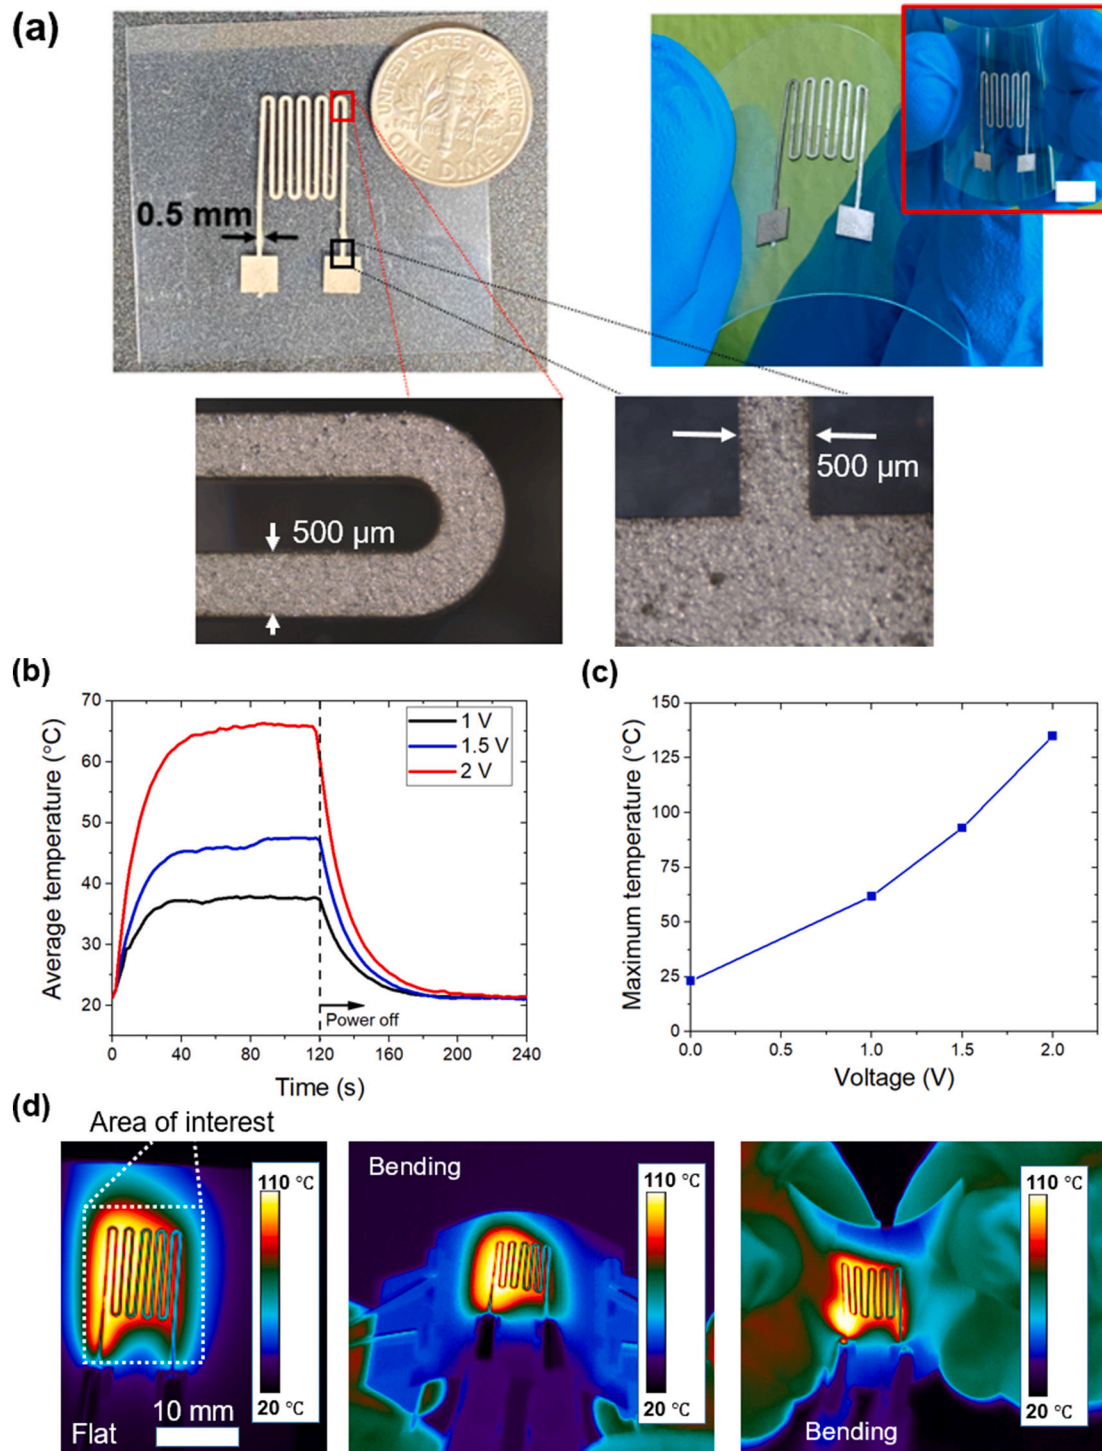 (a)
UNITED STATES OF AMERICA
ONE DIME
0.5 mm
500 µm
500 µm
(b)
70
60
50
40
30
20
Average temperature (°C)
1 V
1.5 V
2 V
Power off
0
40
80
120
160
200
240
Time (s)
(c)
150
125
100
75
50
25
0
Maximum temperature (°C)
0.0
0.5
1.0
1.5
2.0
Voltage (V)
(d)
Area of interest
110 °C
20 °C
Flat
10 mm
Bending
110 °C
20 °C
110 °C
20 °C
Bending